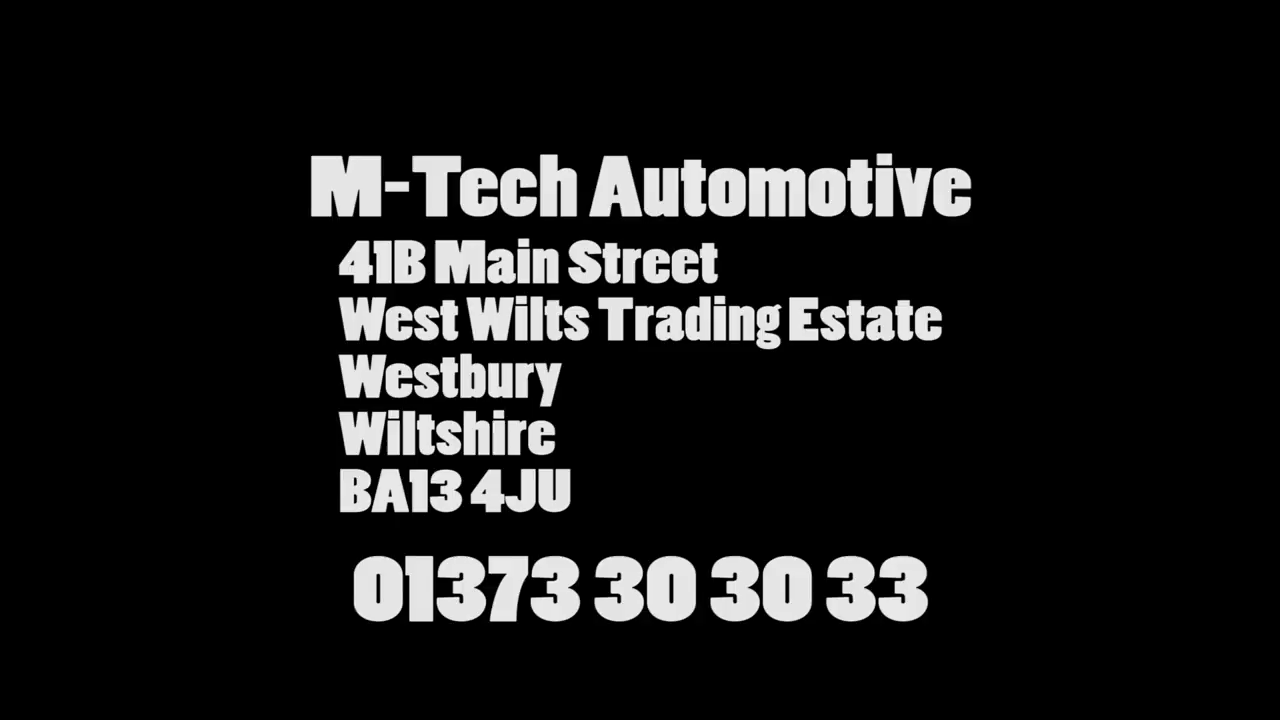 M-Tech Automotive
41B Main Street
West Wilts Trading Estate
Westbury
Wiltshire
BA13 4JU
01373 30 30 33